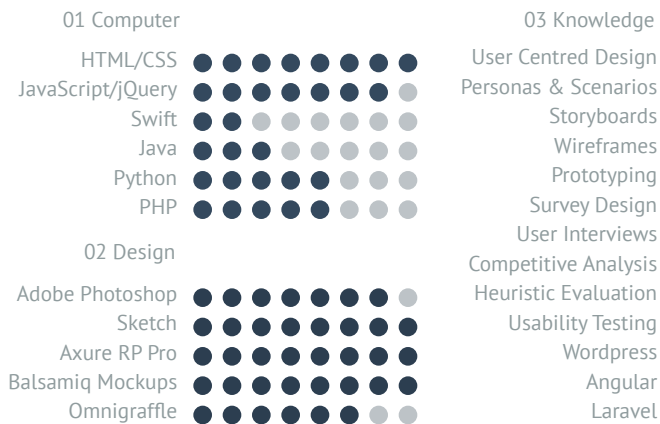 01 Computer
HTML/CSS
JavaScript/jQuery
Swift
Java
Python
PHP
02 Design
Adobe Photoshop
Sketch
Axure RP Pro
Balsamiq Mockups
Omnigraffle
03 Knowledge
User Centred Design
Personas & Scenarios
Storyboards
Wireframes
Prototyping
Survey Design
User Interviews
Competitive Analysis
Heuristic Evaluation
Usability Testing
Wordpress
Angular
Laravel